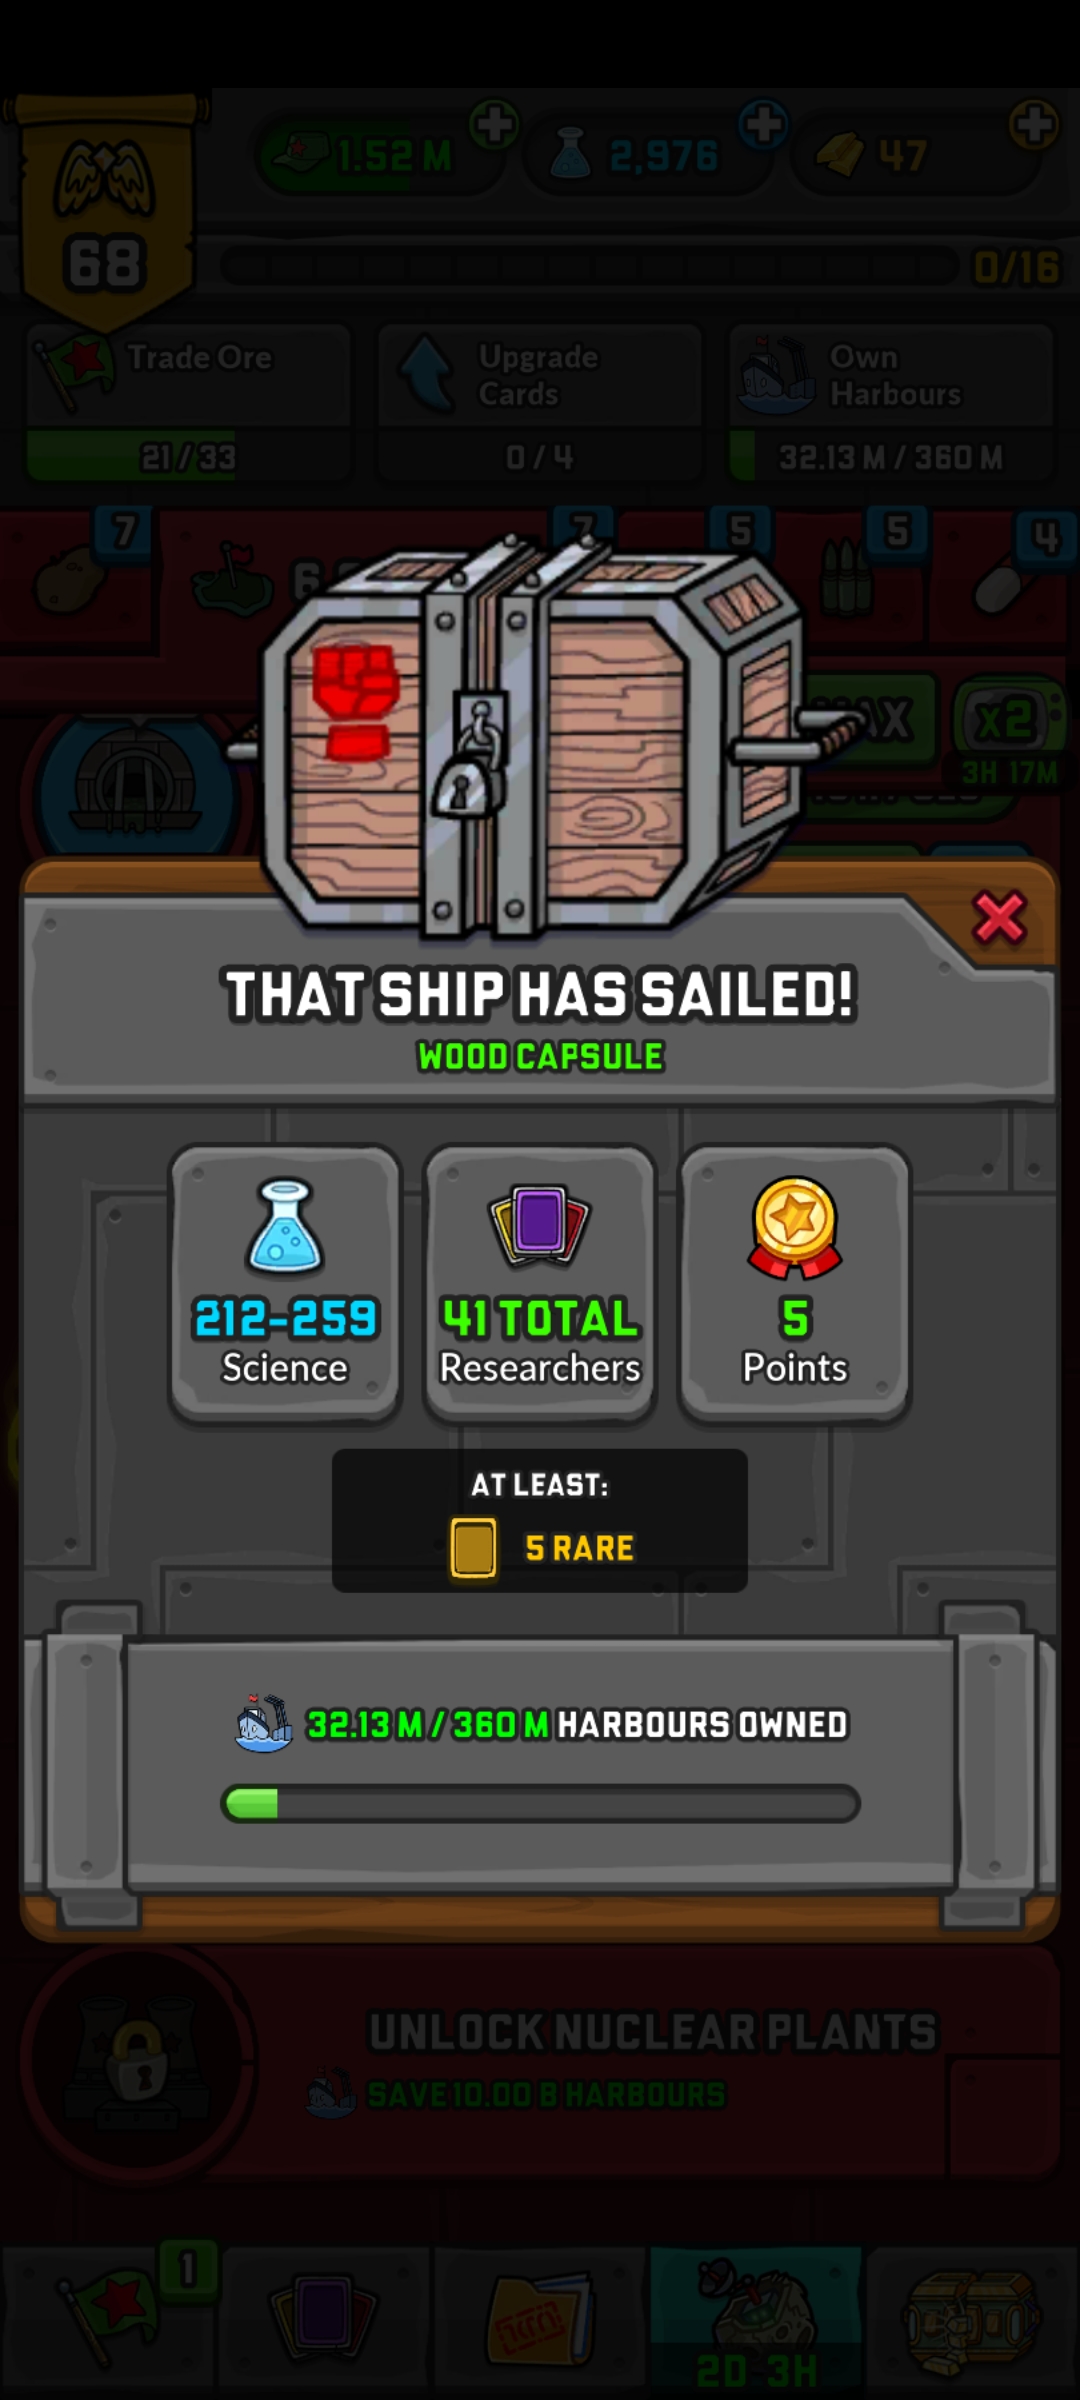 1.52 M
2,976
47
68
0/16
Trade Ore
Upgrade
Cards
Own
Harbours
21/33
0/4
32.13 M / 360 M
7
7
5
5
4
x2
3H 17M
THAT SHIP HAS SAILED!
WOOD CAPSULE
212-259
Science
41 TOTAL
Researchers
5
Points
AT LEAST:
5 RARE
32.13 M / 360 M HARBOURS OWNED
UNLOCK NUCLEAR PLANTS
SAVE 10.00 B HARBOURS
1
2D 3H